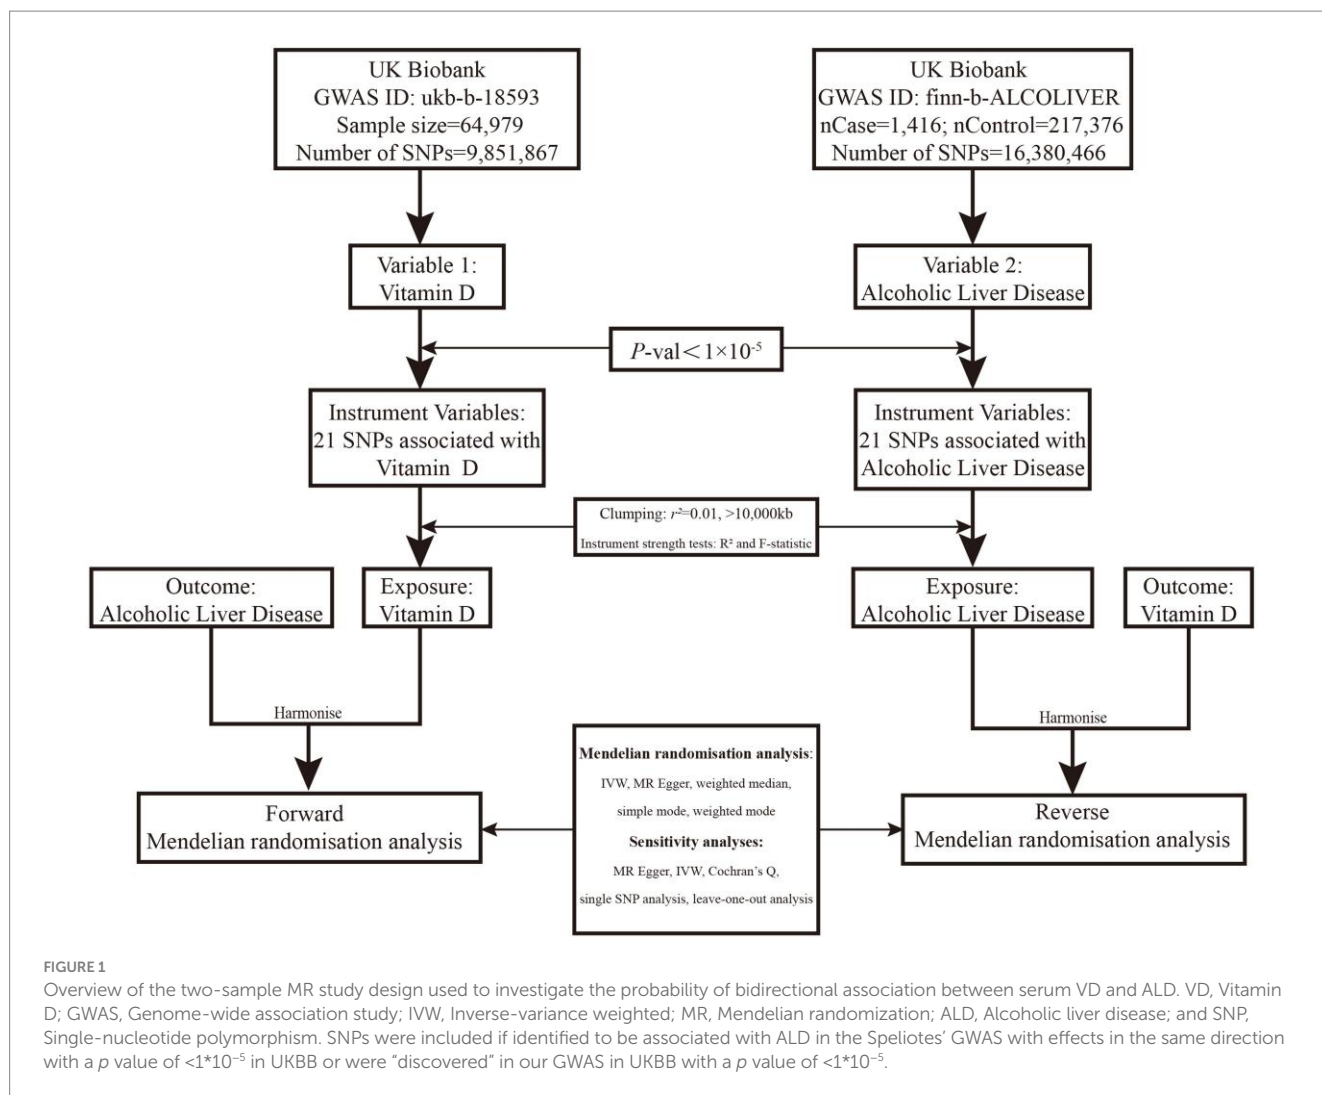 UK Biobank
GWAS ID: ukb-b-18593
Sample size=64,979
Number of SNPs=9,851,867
UK Biobank
GWAS ID: finn-b-ALCOLIVER
nCase=1,416; nControl=217,376
Number of SNPs=16,380,466
Variable 1:
Vitamin D
Variable 2:
Alcoholic Liver Disease
P-val＜1×10⁻⁵
Instrument Variables:
21 SNPs associated with
Vitamin D
Instrument Variables:
21 SNPs associated with
Alcoholic Liver Disease
Clumping: r²=0.01, >10,000kb
Instrument strength tests: R² and F-statistic
Outcome:
Alcoholic Liver Disease
Exposure:
Vitamin D
Exposure:
Alcoholic Liver Disease
Outcome:
Vitamin D
Harmonise
Harmonise
Forward
Mendelian randomisation analysis
Mendelian randomisation analysis:
IVW, MR Egger, weighted median,
simple mode, weighted mode
Sensitivity analyses:
MR Egger, IVW, Cochran's Q,
single SNP analysis, leave-one-out analysis
Reverse
Mendelian randomisation analysis
FIGURE 1
Overview of the two-sample MR study design used to investigate the probability of bidirectional association between serum VD and ALD. VD, Vitamin
D; GWAS, Genome-wide association study; IVW, Inverse-variance weighted; MR, Mendelian randomization; ALD, Alcoholic liver disease; and SNP,
Single-nucleotide polymorphism. SNPs were included if identified to be associated with ALD in the Speliotes' GWAS with effects in the same direction
with a p value of <1*10⁻⁵ in UKBB or were "discovered" in our GWAS in UKBB with a p value of <1*10⁻⁵.